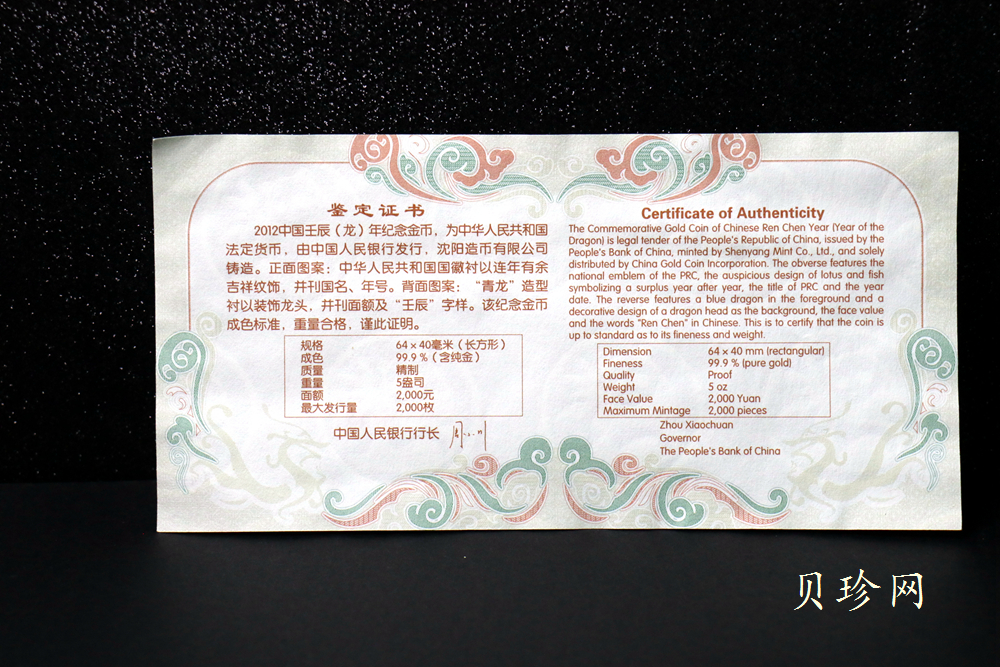 鉴定证书
2012中国壬辰（龙）年纪念金币，为中华人民共和国
法定货币，由中国人民银行发行，沈阳造币有限公司
铸造。正面图案：中华人民共和国国徽衬以连年有余
吉祥纹饰，并刊国名、年号。背面图案：“青龙”造型
衬以装饰龙头，并刊面额及“壬辰”字样。该纪念金币
成色标准，重量合格，谨此证明。
规格 64×40毫米（长方形）
成色 99.9％（含纯金）
质量 精制
重量 5盎司
面额 2,000元
最大发行量 2,000枚
中国人民银行行长
Certificate of Authenticity
The Commemorative Gold Coin of Chinese Ren Chen Year (Year of the
Dragon) is legal tender of the People's Republic of China, issued by the
People's Bank of China, minted by Shenyang Mint Co., Ltd., and solely
distributed by China Gold Coin Incorporation. The obverse features the
national emblem of the PRC, the auspicious design of lotus and fish
symbolizing a surplus year after year, the title of PRC and the year
date. The reverse features a blue dragon in the foreground and a
decorative design of a dragon head as the background, the face value
and the words "Ren Chen" in Chinese. This is to certify that the coin is
up to standard as to its fineness and weight.
Dimension 64×40 mm (rectangular)
Fineness 99.9％ (pure gold)
Quality Proof
Weight 5 oz
Face Value 2,000 Yuan
Maximum Mintage 2,000 pieces
Zhou Xiaochuan
Governor
The People's Bank of China
贝珍网